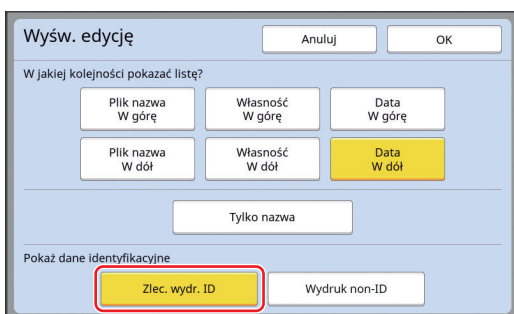 Wyśw. edycję
Anuluj
OK
W jakiej kolejności pokazać listę?
Plik nazwa
W górę
Własność
W górę
Data
W górę
Plik nazwa
W dół
Własność
W dół
Data
W dół
Tylko nazwa
Pokaż dane identyfikacyjne
Zlec. wydr. ID
Wydruk non-ID